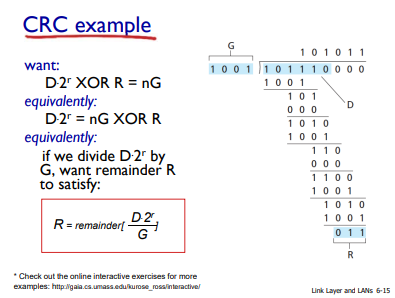 CRC example
want:
D·2ʳ XOR R = nG
equivalently:
D·2ʳ = nG XOR R
equivalently:
if we divide D·2ʳ by
G, want remainder R
to satisfy:
R = remainder[ D·2ʳ / G ]
G
1 0 1 0 1 1
1 0 0 1 1 0 1 1 1 0 0 0 0
1 0 0 1
1 0 1
0 0 0
1 0 1 0
1 0 0 1
1 1 0
0 0 0
1 1 0 0
1 0 0 1
1 0 1 0
1 0 0 1
0 1 1
D
R
* Check out the online interactive exercises for more
examples: http://gaia.cs.umass.edu/kurose_ross/interactive/
Link Layer and LANs 6-15